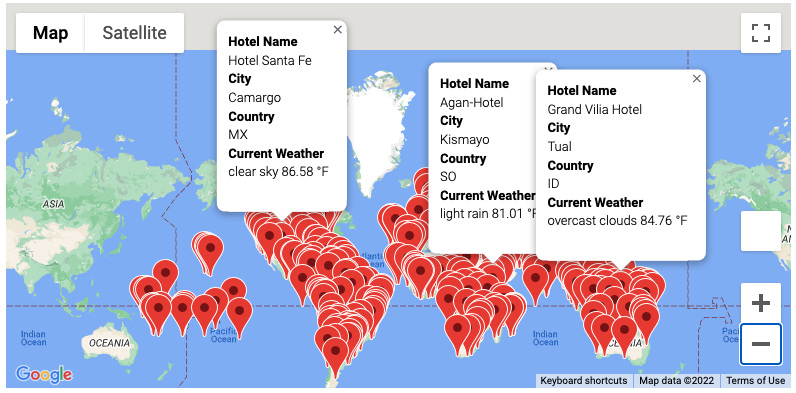 Map
Satellite
Hotel Name
Hotel Santa Fe
City
Camargo
Country
MX
Current Weather
clear sky 86.58 °F
Hotel Name
Agan-Hotel
City
Kismayo
Country
SO
Current Weather
light rain 81.01 °F
Hotel Name
Grand Vilia Hotel
City
Tual
Country
ID
Current Weather
overcast clouds 84.76 °F
ASIA
Indian
Ocean
OCEANIA
Pacific
Ocean
Indian
Ocean
Ocean
Google
Keyboard shortcuts
Map data ©2022
Terms of Use